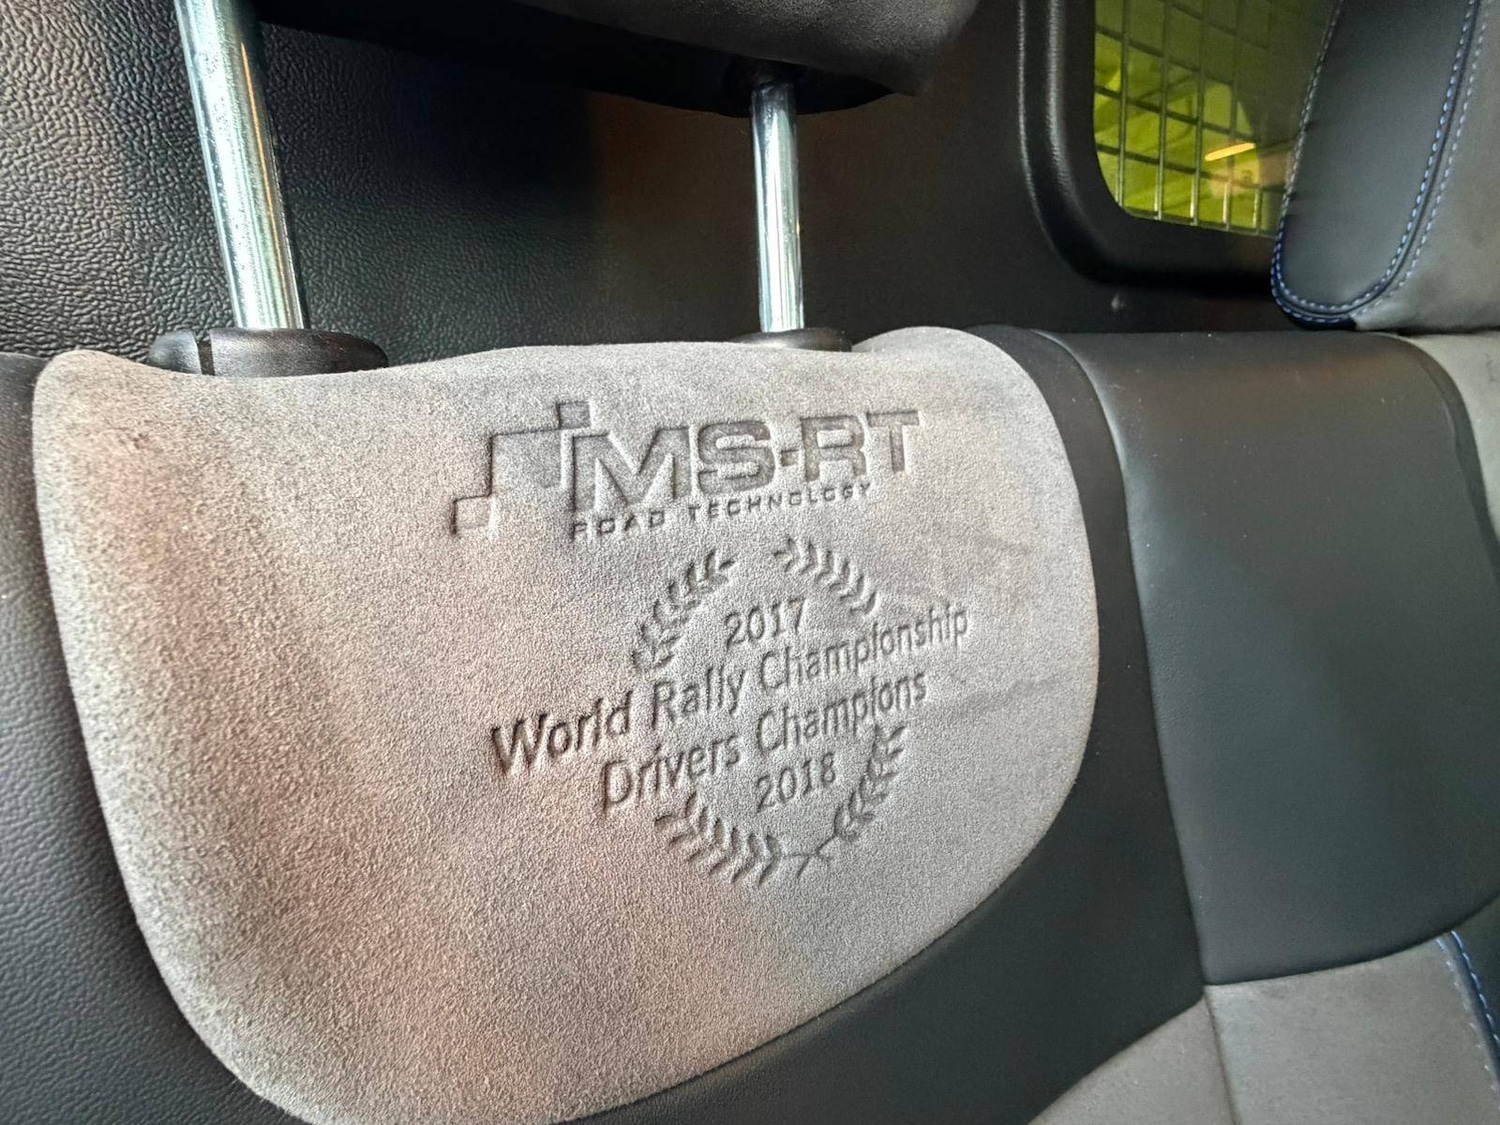 MS-RT
ROAD TECHNOLOGY
2017
World Rally Championship
Drivers Champions
2018